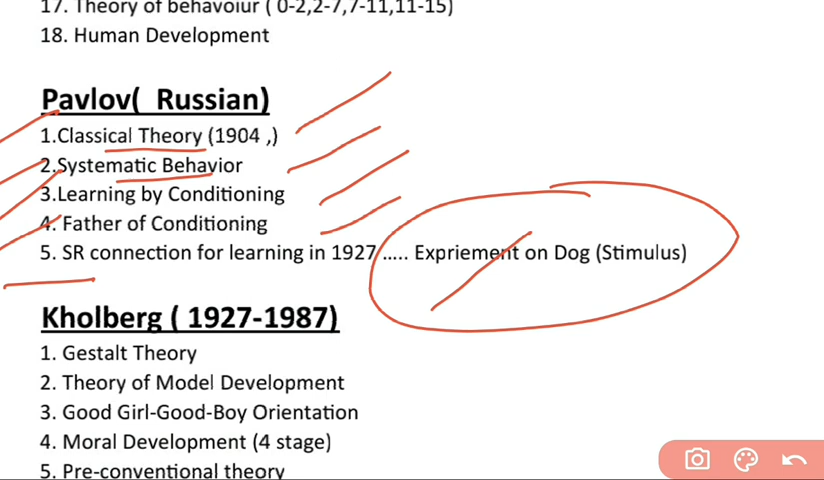 17. Theory of behavoiur ( 0-2,2-7,7-11,11-15)
18. Human Development
Pavlov( Russian)
1.Classical Theory (1904 ,)
2.Systematic Behavior
3.Learning by Conditioning
4. Father of Conditioning
5. SR connection for learning in 1927 ..... Expriement on Dog (Stimulus)
Kholberg ( 1927-1987)
1. Gestalt Theory
2. Theory of Model Development
3. Good Girl-Good-Boy Orientation
4. Moral Development (4 stage)
5. Pre-conventional theory